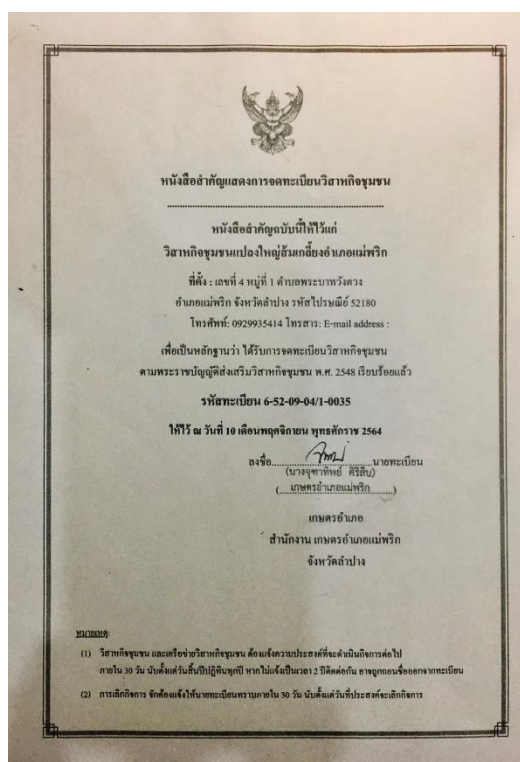 หนังสือสำคัญแสดงการจดทะเบียนวิสาหกิจชุมชน
หนังสือสำคัญฉบับนี้ให้ไว้แก่
วิสาหกิจชุมชนแปลงใหญ่ส้มเกลี้ยงอำเภอแม่พริก
ที่ตั้ง : เลขที่ 4 หมู่ที่ 1 ตำบลพระบาทวังตวง
อำเภอแม่พริก จังหวัดลำปาง รหัสไปรษณีย์ 52180
โทรศัพท์: 0929935414 โทรสาร: E-mail address :
เพื่อเป็นหลักฐานว่า ได้รับการจดทะเบียนวิสาหกิจชุมชน
ตามพระราชบัญญัติส่งเสริมวิสาหกิจชุมชน พ.ศ. 2548 เรียบร้อยแล้ว
รหัสทะเบียน 6-52-09-04/1-0035
ให้ไว้ ณ วันที่ 10 เดือนพฤศจิกายน พุทธศักราช 2564
ลงชื่อ....................นายทะเบียน
(นางจุฑาทิพย์ คีรีสืบ)
(....เกษตรอำเภอแม่พริก....)
เกษตรอำเภอ
สำนักงาน เกษตรอำเภอแม่พริก
จังหวัดลำปาง
หมายเหตุ:
(1) วิสาหกิจชุมชน และเครือข่ายวิสาหกิจชุมชน ต้องแจ้งความประสงค์ที่จะดำเนินกิจการต่อไป
ภายใน 30 วัน นับตั้งแต่วันสิ้นปีปฏิทินทุกปี หากไม่แจ้งเป็นเวลา 2 ปีติดต่อกัน อาจถูกถอนชื่อออกจากทะเบียน
(2) การเลิกกิจการ จักต้องแจ้งให้นายทะเบียนทราบภายใน 30 วัน นับตั้งแต่วันที่ประสงค์จะเลิกกิจการ